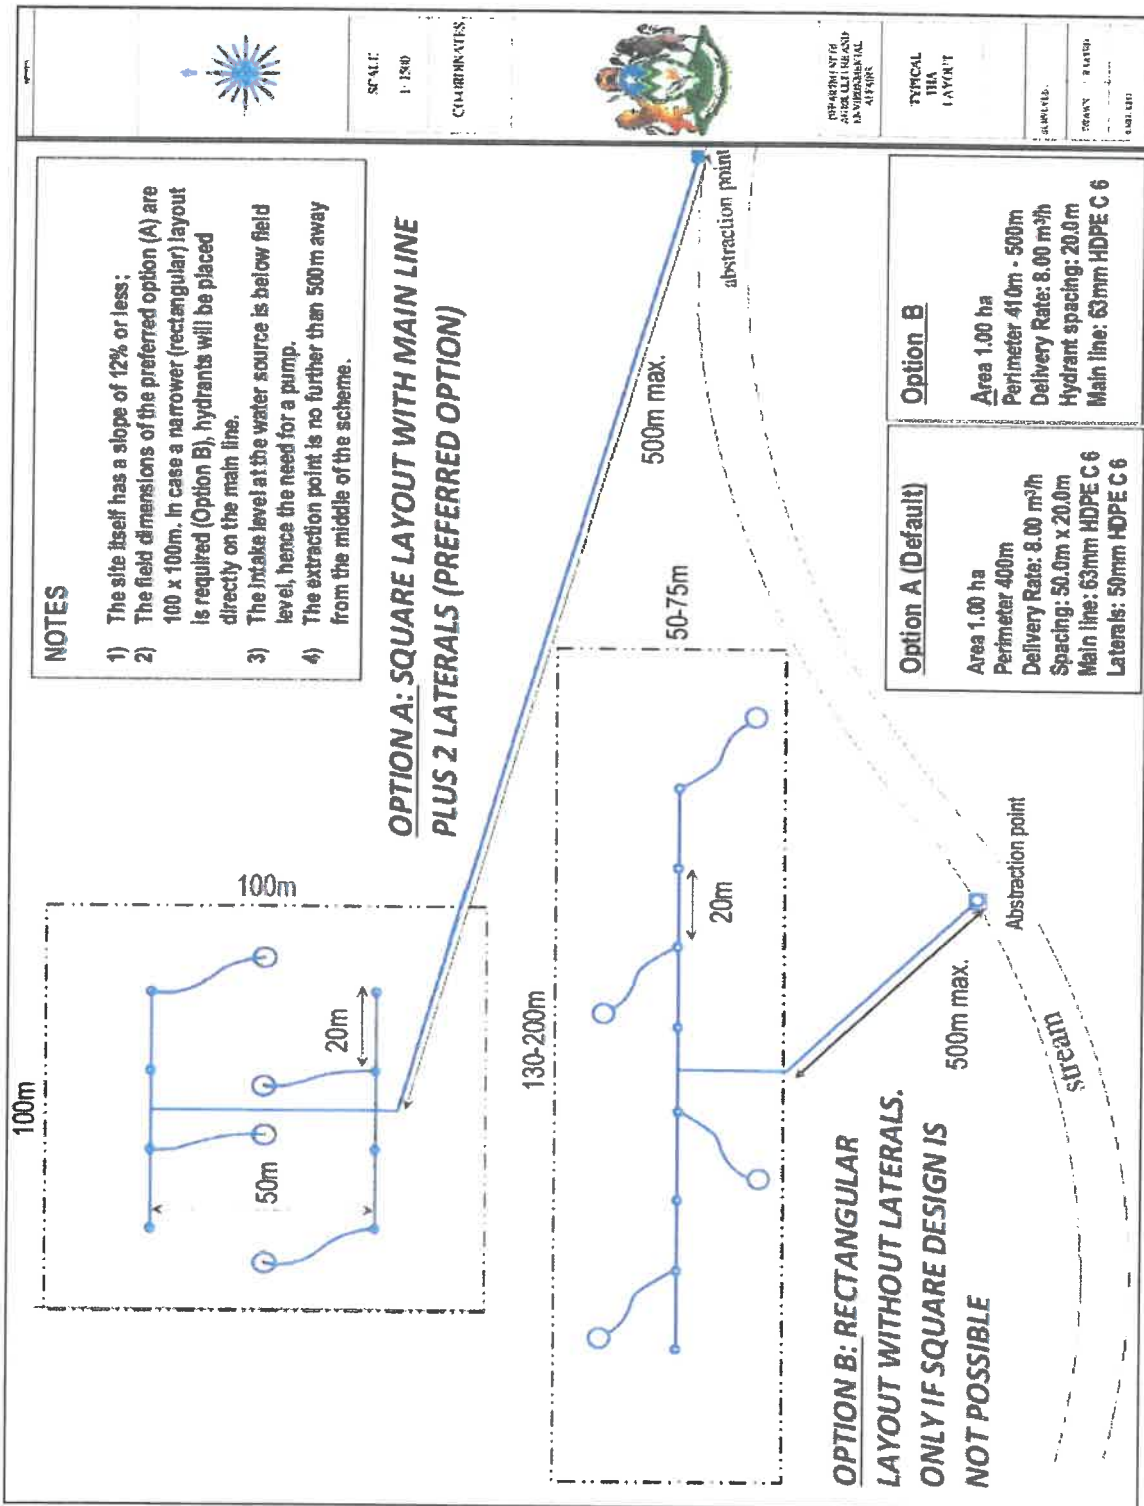 NOTES
1) The site itself has a slope of 12% or less;
2) The field dimensions of the preferred option (A) are
100 x 100m. In case a narrower (rectangular) layout
is required (Option B), hydrants will be placed
directly on the main line.
3) The intake level at the water source is below field
level, hence the need for a pump.
4) The extraction point is no further than 500m away
from the middle of the scheme.
100m
100m
50m
20m
OPTION A: SQUARE LAYOUT WITH MAIN LINE
PLUS 2 LATERALS (PREFERRED OPTION)
500m max.
abstraction point
130-200m
50-75m
20m
500m max.
Abstraction point
stream
OPTION B: RECTANGULAR
LAYOUT WITHOUT LATERALS.
ONLY IF SQUARE DESIGN IS
NOT POSSIBLE
Option A (Default)
Area 1.00 ha
Perimeter 400m
Delivery Rate: 8.00 m³/h
Spacing: 50.0m x 20.0m
Main line: 63mm HDPE C 6
Laterals: 50mm HDPE C 6
Option B
Area 1.00 ha
Perimeter 410m - 500m
Delivery Rate: 8.00 m³/h
Hydrant spacing: 20.0m
Main line: 63mm HDPE C 6
SCALE
1: 1500
COORDINATES
DEPARTMENT OF
AGRICULTURE AND
ENVIRONMENTAL
AFFAIRS
TYPICAL
1HA
LAYOUT
SURVEYED:
DRAWN